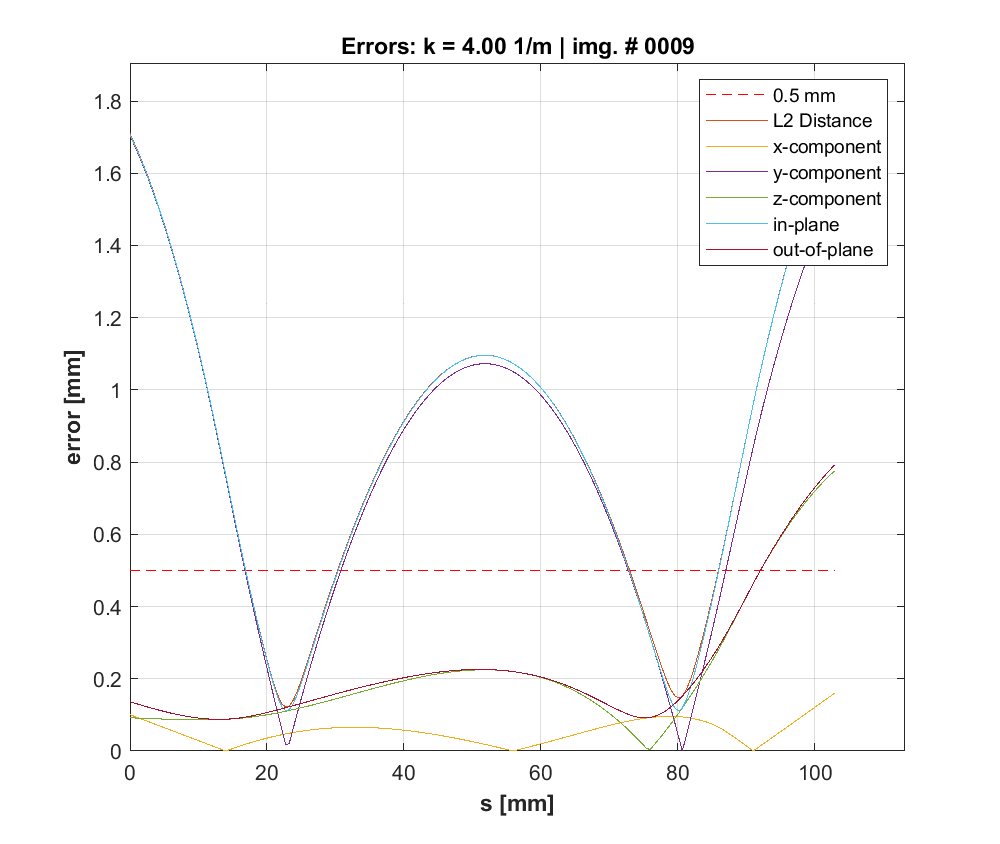 Errors: k = 4.00 1/m | img. # 0009
1.8
1.6
1.4
1.2
1
0.8
0.6
0.4
0.2
0
error [mm]
0.5 mm
L2 Distance
x-component
y-component
z-component
in-plane
out-of-plane
0 20 40 60 80 100
s [mm]